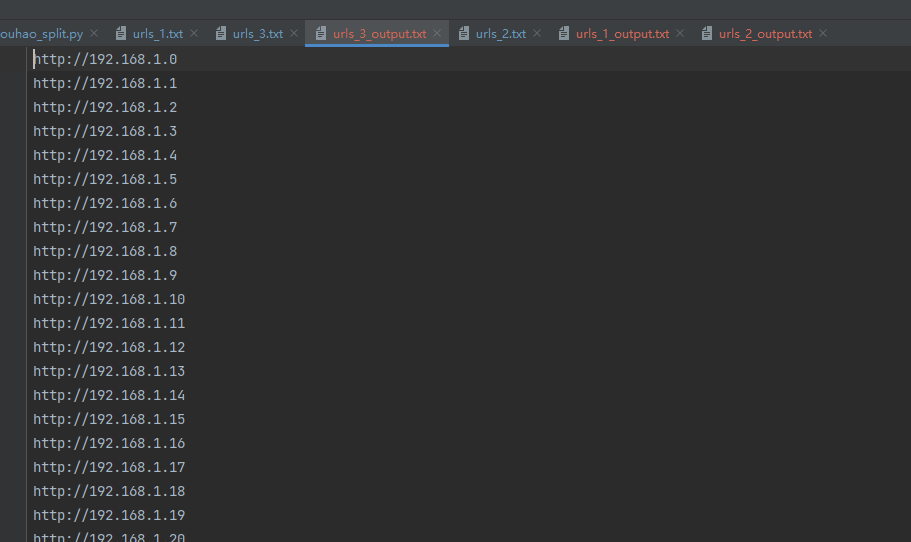 ouhao_split.py urls_1.txt urls_3.txt urls_3_output.txt urls_2.txt urls_1_output.txt urls_2_output.txt
http://192.168.1.0
http://192.168.1.1
http://192.168.1.2
http://192.168.1.3
http://192.168.1.4
http://192.168.1.5
http://192.168.1.6
http://192.168.1.7
http://192.168.1.8
http://192.168.1.9
http://192.168.1.10
http://192.168.1.11
http://192.168.1.12
http://192.168.1.13
http://192.168.1.14
http://192.168.1.15
http://192.168.1.16
http://192.168.1.17
http://192.168.1.18
http://192.168.1.19
http://192.168.1.20